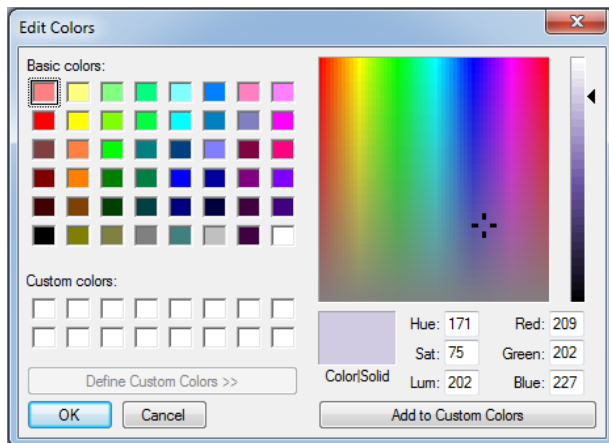 Edit Colors
Basic colors:
Custom colors:
Define Custom Colors >>
OK Cancel
Color|Solid
Hue: 171 Red: 209
Sat: 75 Green: 202
Lum: 202 Blue: 227
Add to Custom Colors